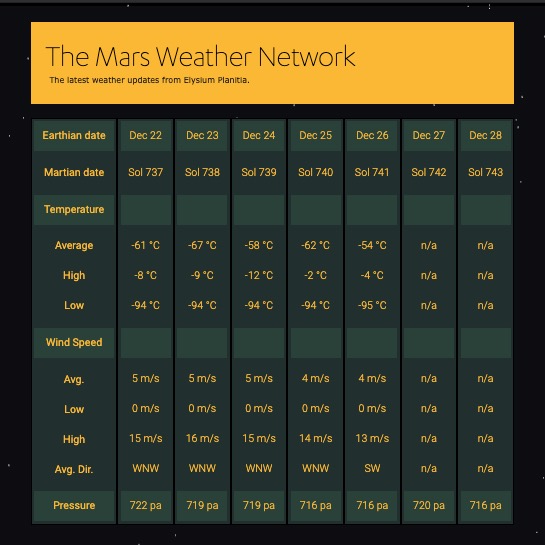 The Mars Weather Network
The latest weather updates from Elysium Planitia.
Earthian date Dec 22 Dec 23 Dec 24 Dec 25 Dec 26 Dec 27 Dec 28
Martian date Sol 737 Sol 738 Sol 739 Sol 740 Sol 741 Sol 742 Sol 743
Temperature
Average -61 °C -67 °C -58 °C -62 °C -54 °C n/a n/a
High -8 °C -9 °C -12 °C -2 °C -4 °C n/a n/a
Low -94 °C -94 °C -94 °C -94 °C -95 °C n/a n/a
Wind Speed
Avg. 5 m/s 5 m/s 5 m/s 4 m/s 4 m/s n/a n/a
Low 0 m/s 0 m/s 0 m/s 0 m/s 0 m/s n/a n/a
High 15 m/s 16 m/s 15 m/s 14 m/s 13 m/s n/a n/a
Avg. Dir. WNW WNW WNW WNW SW n/a n/a
Pressure 722 pa 719 pa 719 pa 716 pa 716 pa 720 pa 716 pa